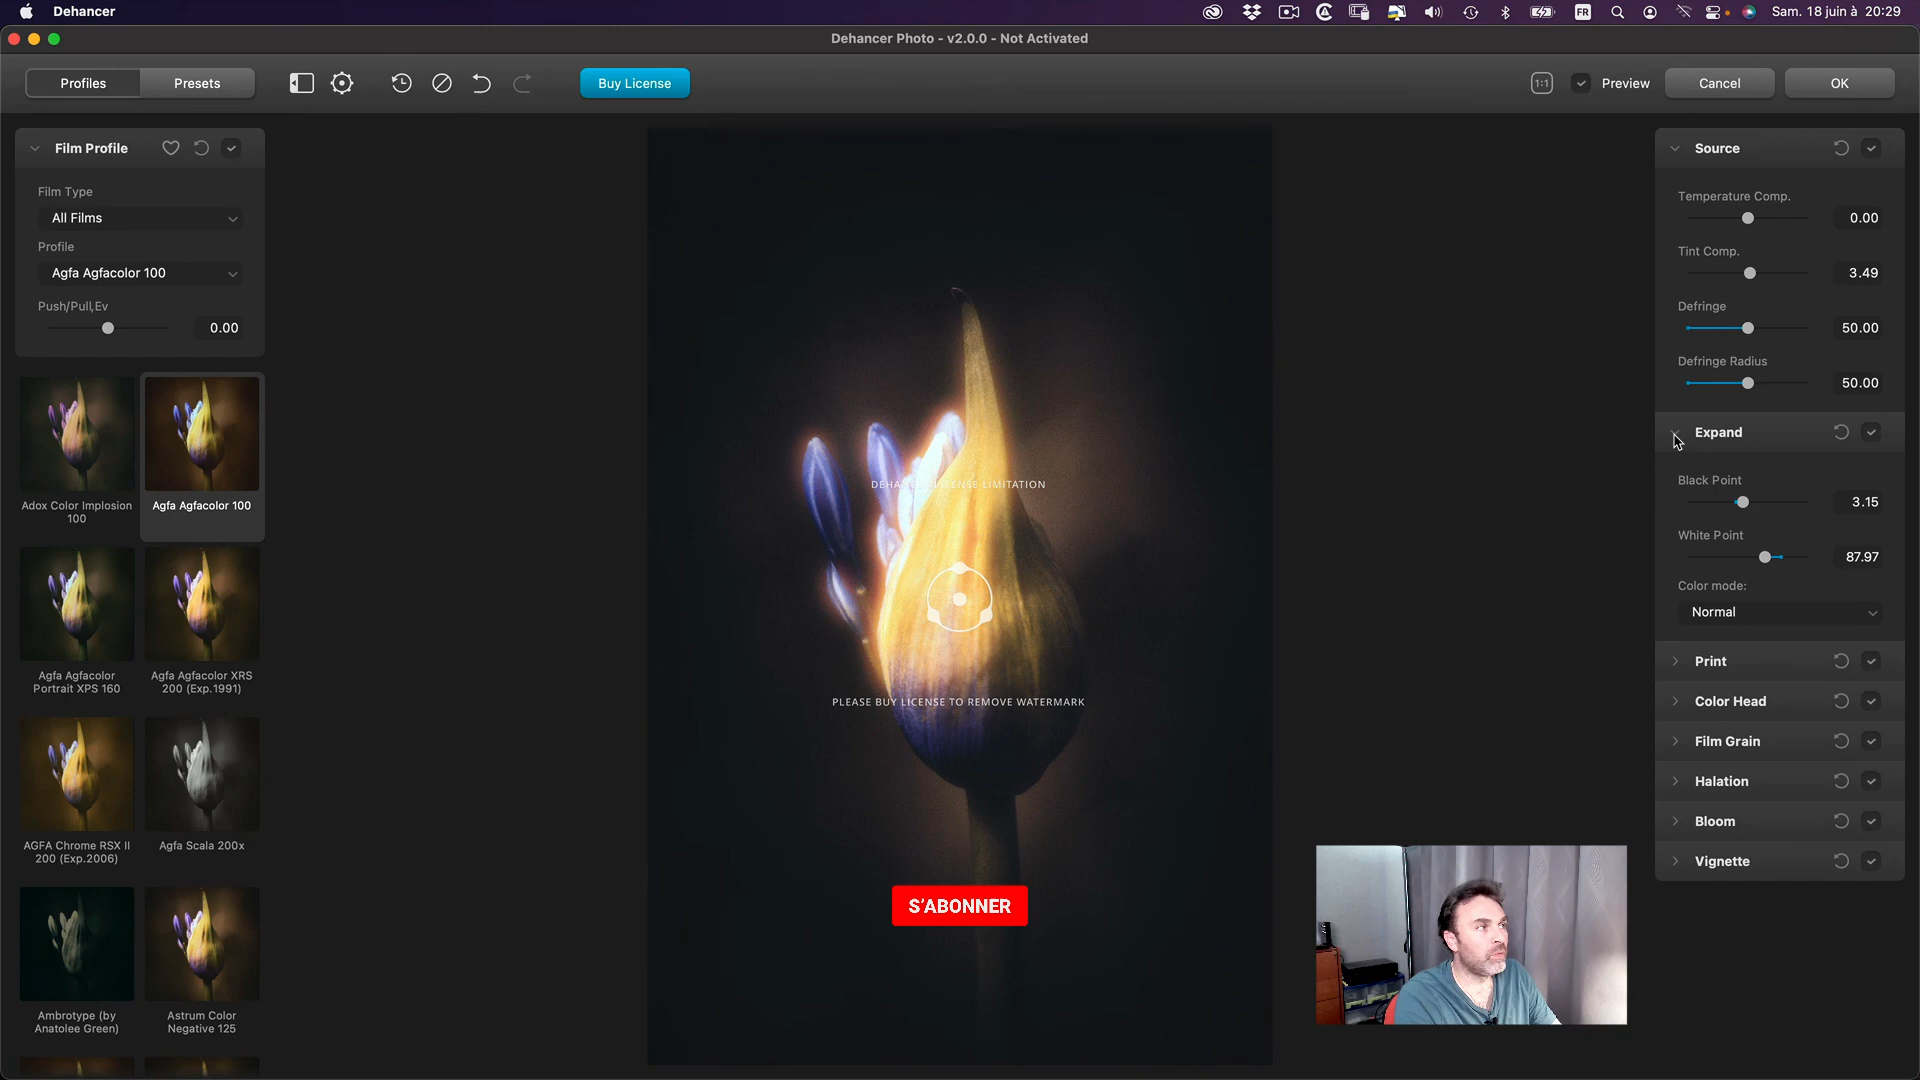 Dehancer
FR
Sam. 18 juin à 20:29
Dehancer Photo - v2.0.0 - Not Activated
Profiles
Presets
Buy License
1:1
Preview
Cancel
OK
Film Profile
Film Type
All Films
Profile
Agfa Agfacolor 100
Push/Pull,Ev
0.00
Adox Color Implosion
100
Agfa Agfacolor 100
Agfa Agfacolor
Portrait XPS 160
Agfa Agfacolor XRS
200 (Exp.1991)
AGFA Chrome RSX II
200 (Exp.2006)
Agfa Scala 200x
Ambrotype (by
Anatolee Green)
Astrum Color
Negative 125
LICENSE LIMITATION
PLEASE BUY LICENSE TO REMOVE WATERMARK
S'ABONNER
Source
Temperature Comp.
0.00
Tint Comp.
3.49
Defringe
50.00
Defringe Radius
50.00
Expand
Black Point
3.15
White Point
87.97
Color mode:
Normal
Print
Color Head
Film Grain
Halation
Bloom
Vignette